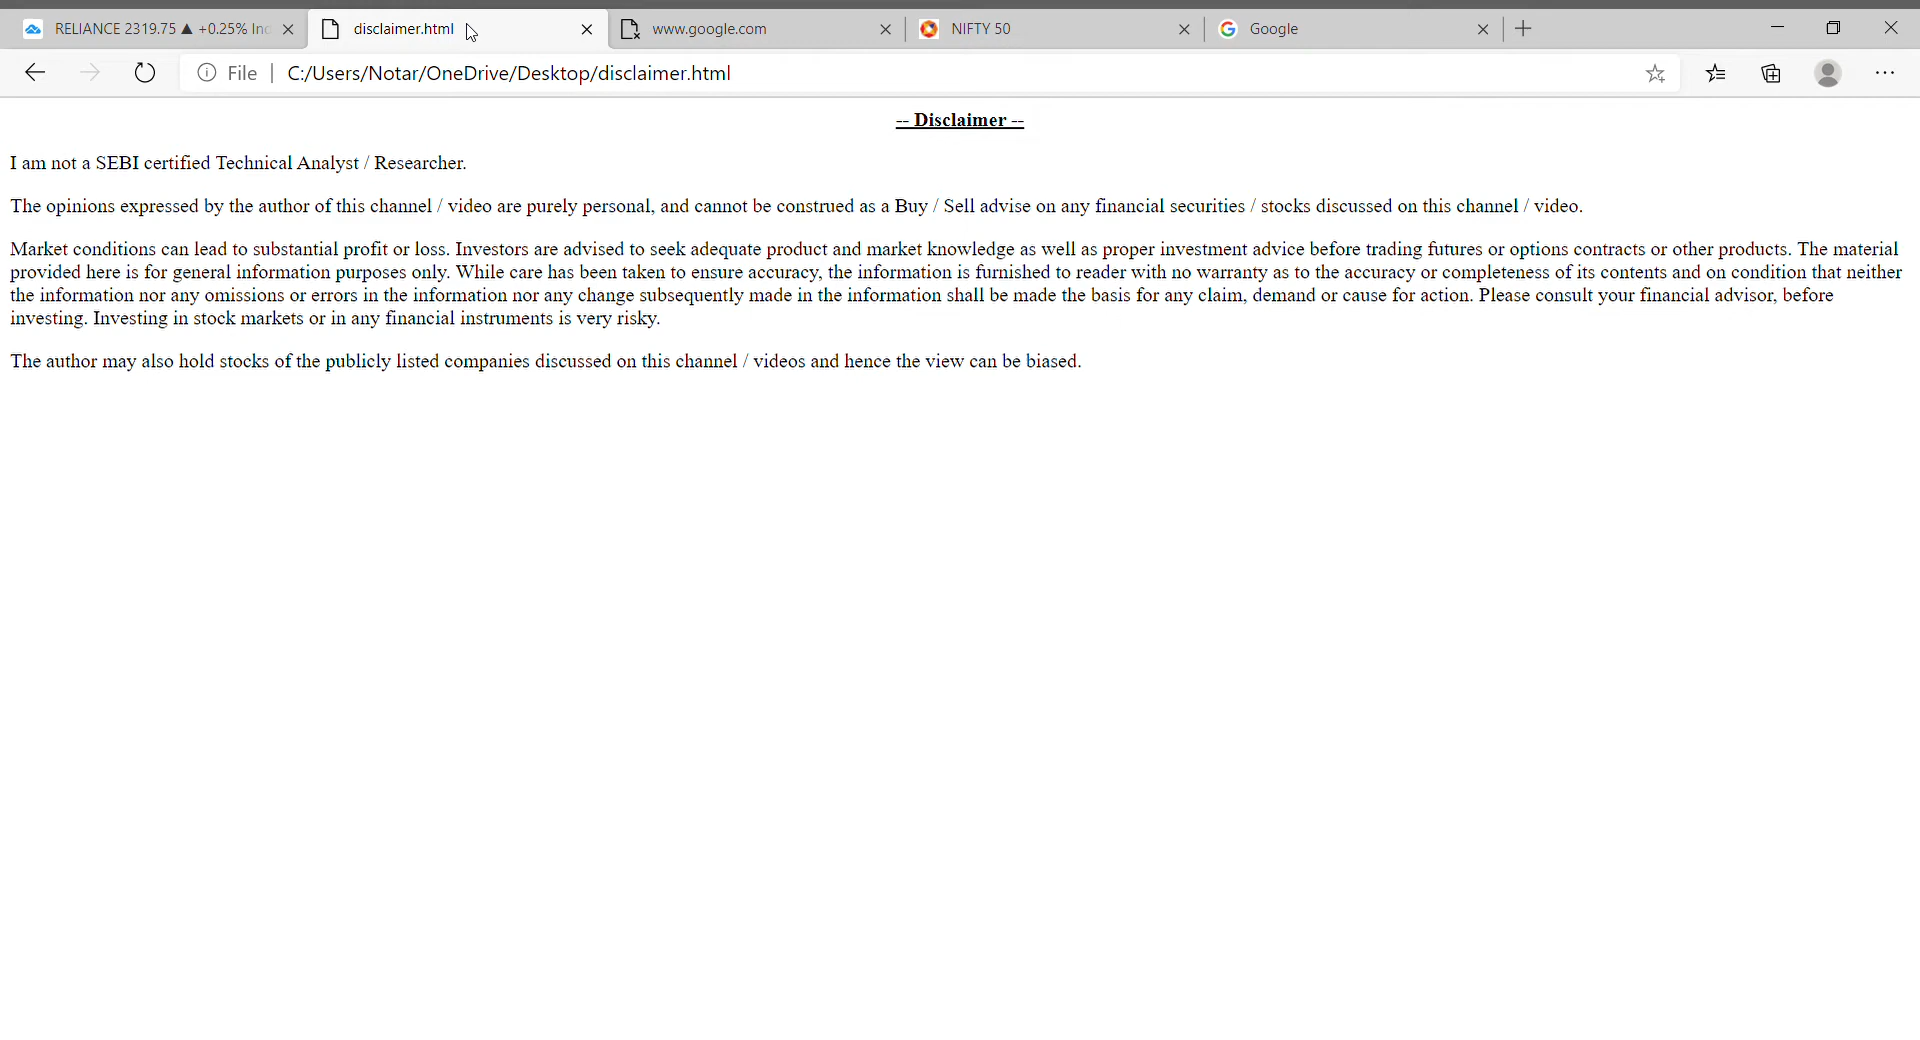 RELIANCE 2319.75 ▲ +0.25% In
disclaimer.html
www.google.com
NIFTY 50
Google
File | C:/Users/Notar/OneDrive/Desktop/disclaimer.html
-- Disclaimer --
I am not a SEBI certified Technical Analyst / Researcher.
The opinions expressed by the author of this channel / video are purely personal, and cannot be construed as a Buy / Sell advise on any financial securities / stocks discussed on this channel / video.
Market conditions can lead to substantial profit or loss. Investors are advised to seek adequate product and market knowledge as well as proper investment advice before trading futures or options contracts or other products. The material
provided here is for general information purposes only. While care has been taken to ensure accuracy, the information is furnished to reader with no warranty as to the accuracy or completeness of its contents and on condition that neither
the information nor any omissions or errors in the information nor any change subsequently made in the information shall be made the basis for any claim, demand or cause for action. Please consult your financial advisor, before
investing. Investing in stock markets or in any financial instruments is very risky.
The author may also hold stocks of the publicly listed companies discussed on this channel / videos and hence the view can be biased.